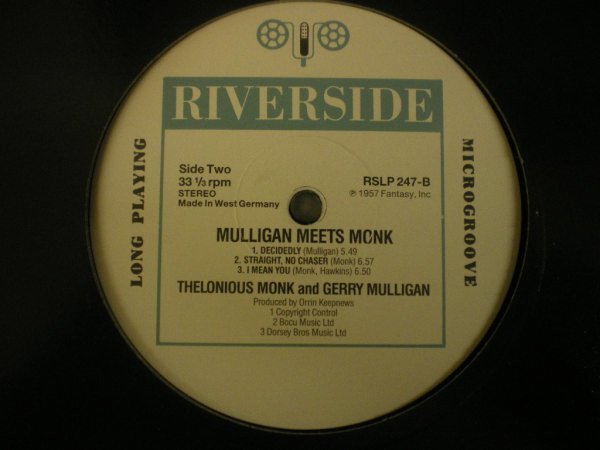 RIVERSIDE
LONG PLAYING
MICROGROOVE
Side Two
33 ⅓ rpm
STEREO
Made In West Germany
RSLP 247-B
℗ 1957 Fantasy, Inc
MULLIGAN MEETS MONK
1. DECIDEDLY (Mulligan) 5.49
2. STRAIGHT, NO CHASER (Monk) 6.57
3. I MEAN YOU (Monk, Hawkins) 6.50
THELONIOUS MONK and GERRY MULLIGAN
Produced by Orrin Keepnews
1 Copyright Control
2 Bocu Music Ltd
3 Dorsey Bros Music Ltd